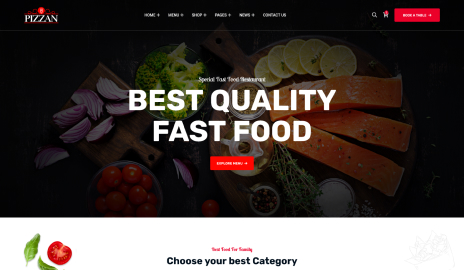 PIZZAN
HOME + MENU + SHOP + PAGES + NEWS + CONTACT US
BOOK A TABLE →
Special Fast Food Restaurant
BEST QUALITY
FAST FOOD
EXPLORE MENU →
Best Food For Family
Choose your best Category